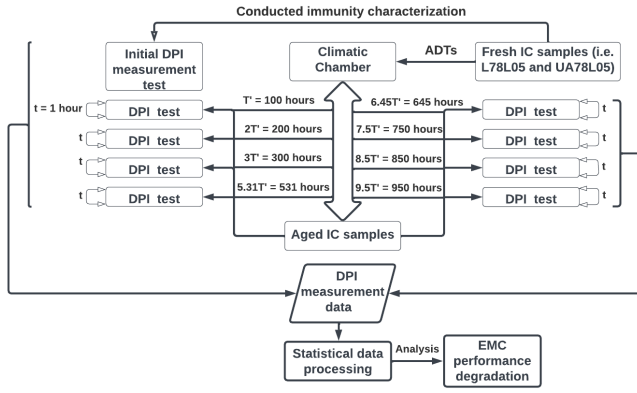 Conducted immunity characterization
Initial DPI
measurement
test
Climatic
Chamber
ADTs
Fresh IC samples (i.e.
L78L05 and UA78L05)
t = 1 hour
DPI test
T' = 100 hours
6.45T' = 645 hours
DPI test
t
t
DPI test
2T' = 200 hours
7.5T' = 750 hours
DPI test
t
t
DPI test
3T' = 300 hours
8.5T' = 850 hours
DPI test
t
t
DPI test
5.31T' = 531 hours
9.5T' = 950 hours
DPI test
t
Aged IC samples
DPI
measurement
data
Statistical data
processing
Analysis
EMC
performance
degradation